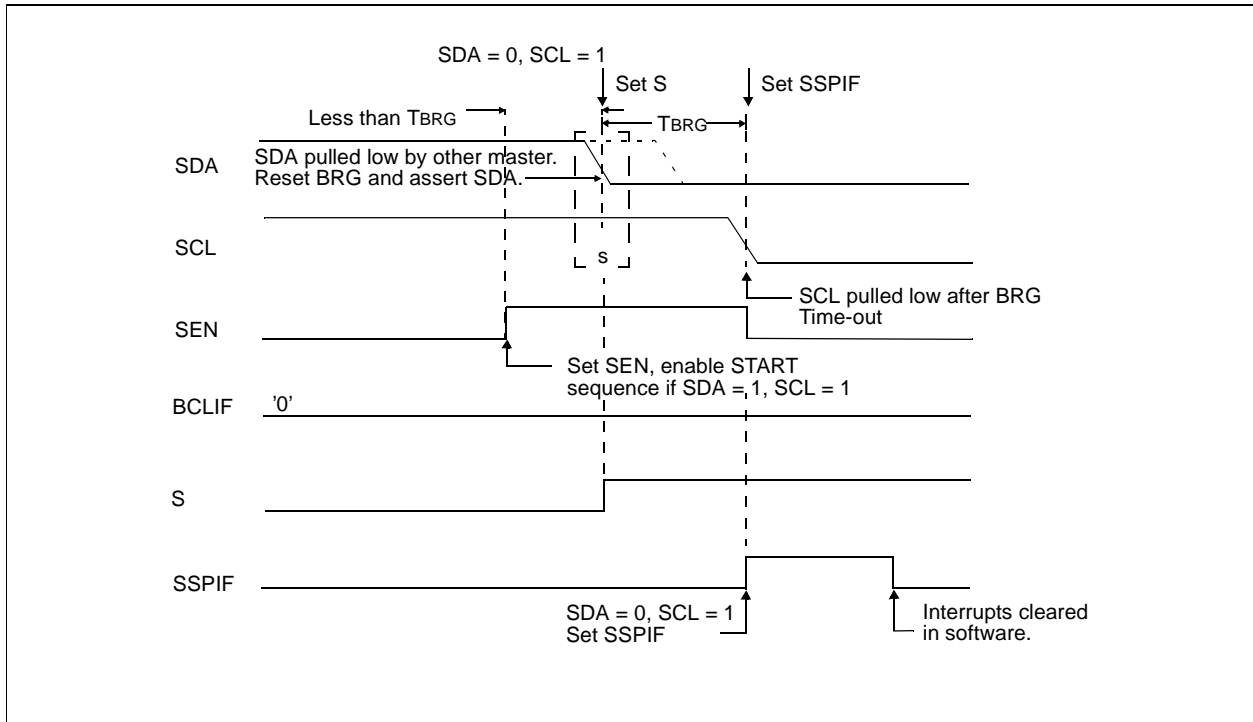 SDA = 0, SCL = 1
Set S
Set SSPIF
Less than TBRG
TBRG
SDA
SDA pulled low by other master.
Reset BRG and assert SDA.
SCL
s
SCL pulled low after BRG
Time-out
SEN
Set SEN, enable START
sequence if SDA = 1, SCL = 1
BCLIF
'0'
S
SSPIF
SDA = 0, SCL = 1
Set SSPIF
Interrupts cleared
in software.